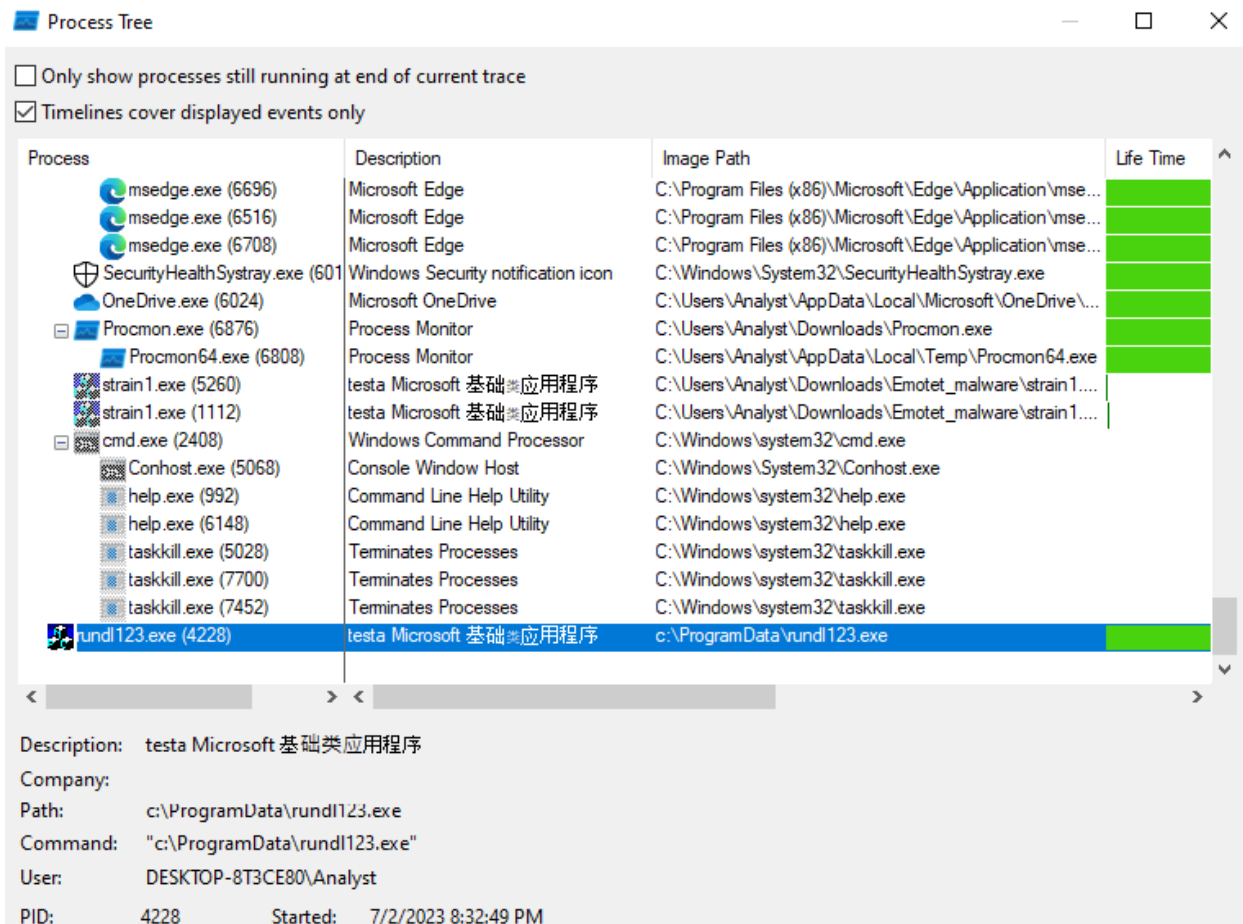 Process Tree
Only show processes still running at end of current trace
Timelines cover displayed events only
Process Description Image Path Life Time
msedge.exe (6696) Microsoft Edge C:\Program Files (x86)\Microsoft\Edge\Application\mse...
msedge.exe (6516) Microsoft Edge C:\Program Files (x86)\Microsoft\Edge\Application\mse...
msedge.exe (6708) Microsoft Edge C:\Program Files (x86)\Microsoft\Edge\Application\mse...
SecurityHealthSystray.exe (601 Windows Security notification icon C:\Windows\System32\SecurityHealthSystray.exe
OneDrive.exe (6024) Microsoft OneDrive C:\Users\Analyst\AppData\Local\Microsoft\OneDrive\...
Procmon.exe (6876) Process Monitor C:\Users\Analyst\Downloads\Procmon.exe
Procmon64.exe (6808) Process Monitor C:\Users\Analyst\AppData\Local\Temp\Procmon64.exe
strain1.exe (5260) testa Microsoft 基础类应用程序 C:\Users\Analyst\Downloads\Emotet_malware\strain1....
strain1.exe (1112) testa Microsoft 基础类应用程序 C:\Users\Analyst\Downloads\Emotet_malware\strain1....
cmd.exe (2408) Windows Command Processor C:\Windows\system32\cmd.exe
Conhost.exe (5068) Console Window Host C:\Windows\System32\Conhost.exe
help.exe (992) Command Line Help Utility C:\Windows\system32\help.exe
help.exe (6148) Command Line Help Utility C:\Windows\system32\help.exe
taskkill.exe (5028) Terminates Processes C:\Windows\system32\taskkill.exe
taskkill.exe (7700) Terminates Processes C:\Windows\system32\taskkill.exe
taskkill.exe (7452) Terminates Processes C:\Windows\system32\taskkill.exe
rundl123.exe (4228) testa Microsoft 基础类应用程序 c:\ProgramData\rundl123.exe
Description: testa Microsoft 基础类应用程序
Company:
Path: c:\ProgramData\rundl123.exe
Command: "c:\ProgramData\rundl123.exe"
User: DESKTOP-8T3CE80\Analyst
PID: 4228 Started: 7/2/2023 8:32:49 PM